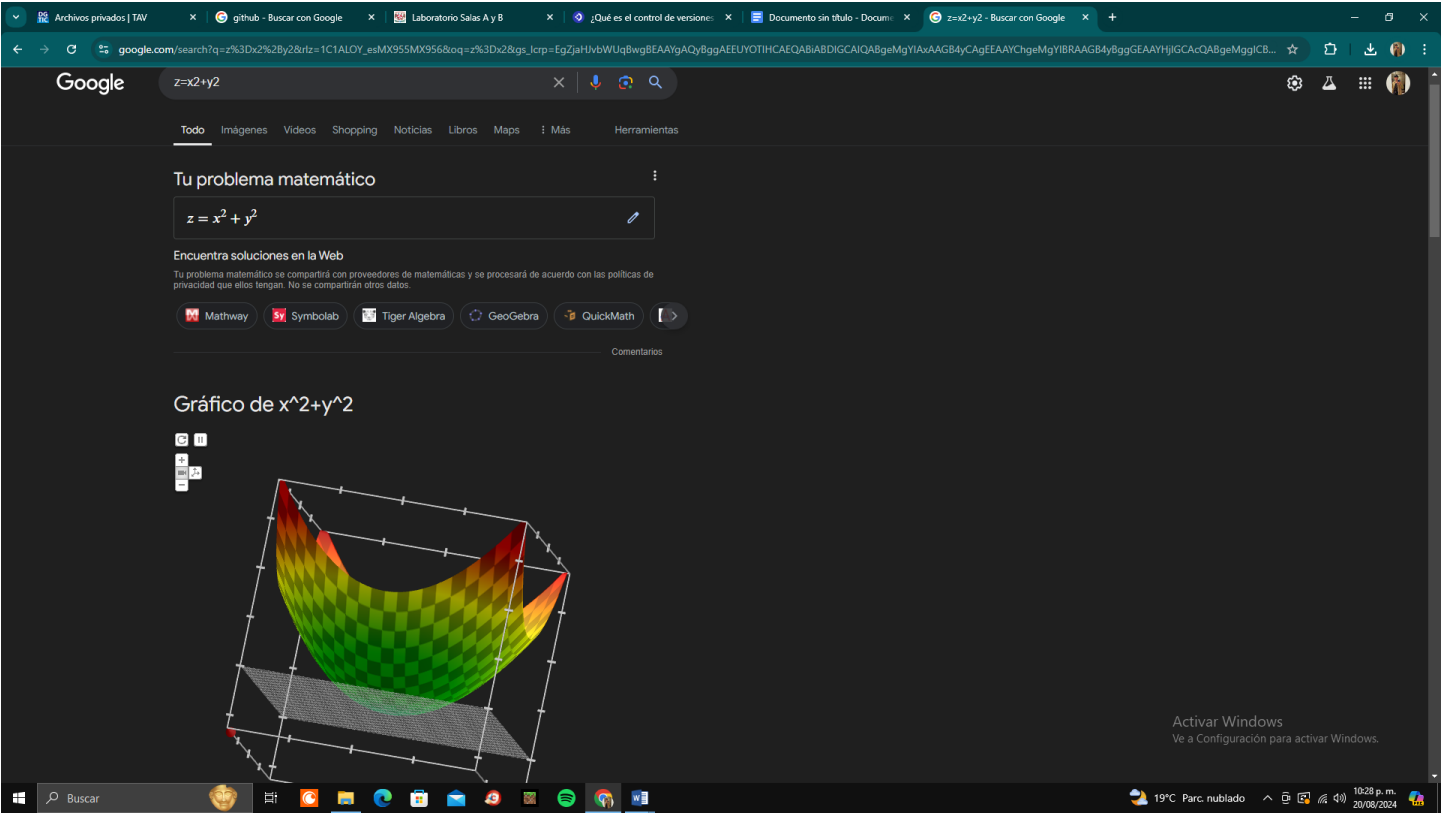 Archivos privados | TAV
github - Buscar con Google
Laboratorio Salas A y B
¿Qué es el control de versiones
Documento sin título - Docume
z=x2+y2 - Buscar con Google
google.com/search?q=z%3Dx2%2By2&rlz=1C1ALOY_esMX955MX956&oq=z%3Dx2&gs_lcrp=
Google
z=x2+y2
Todo Imágenes Videos Shopping Noticias Libros Maps Más Herramientas
Tu problema matemático
z = x² + y²
Encuentra soluciones en la Web
Tu problema matemático se compartirá con proveedores de matemáticas y se procesará de acuerdo con las políticas de
privacidad que ellos tengan. No se compartirán otros datos.
Mathway Sy Symbolab Tiger Algebra GeoGebra QuickMath
Comentarios
Gráfico de x^2+y^2
Activar Windows
Ve a Configuración para activar Windows.
Buscar
19°C Parc. nublado
10:28 p. m.
20/08/2024